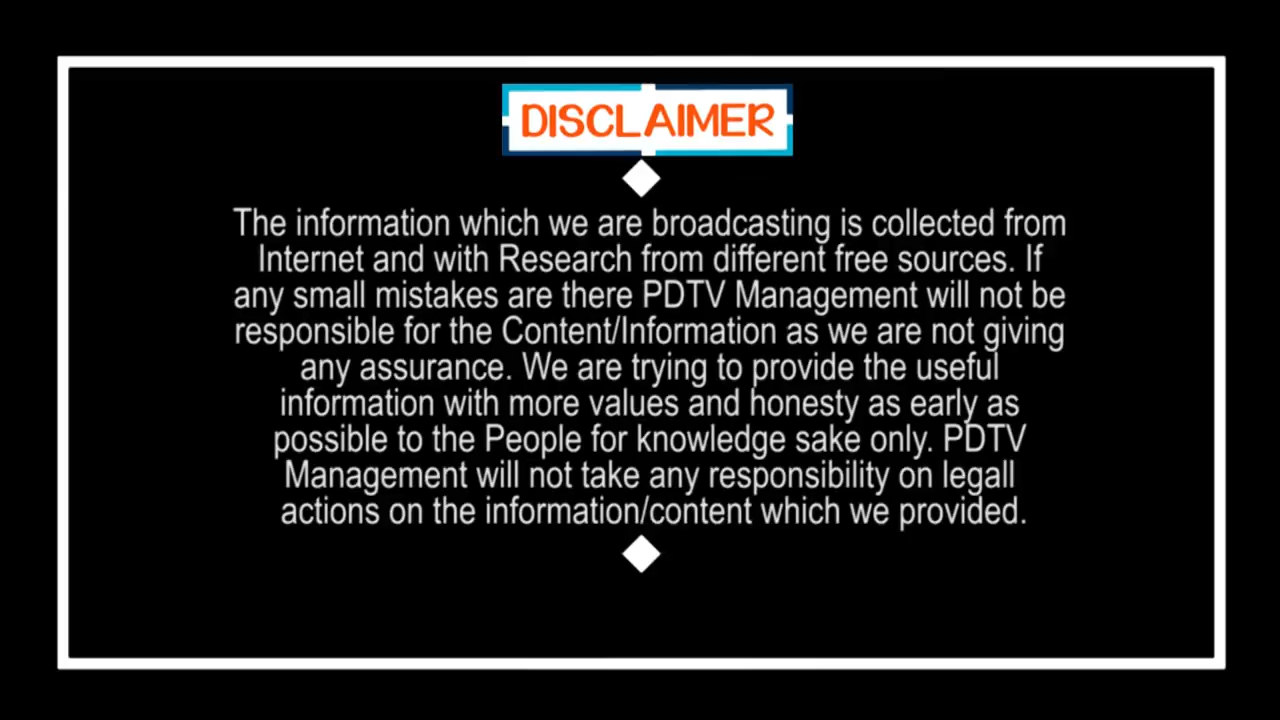 DISCLAIMER
The information which we are broadcasting is collected from
Internet and with Research from different free sources. If
any small mistakes are there PDTV Management will not be
responsible for the Content/Information as we are not giving
any assurance. We are trying to provide the useful
information with more values and honesty as early as
possible to the People for knowledge sake only. PDTV
Management will not take any responsibility on legall
actions on the information/content which we provided.